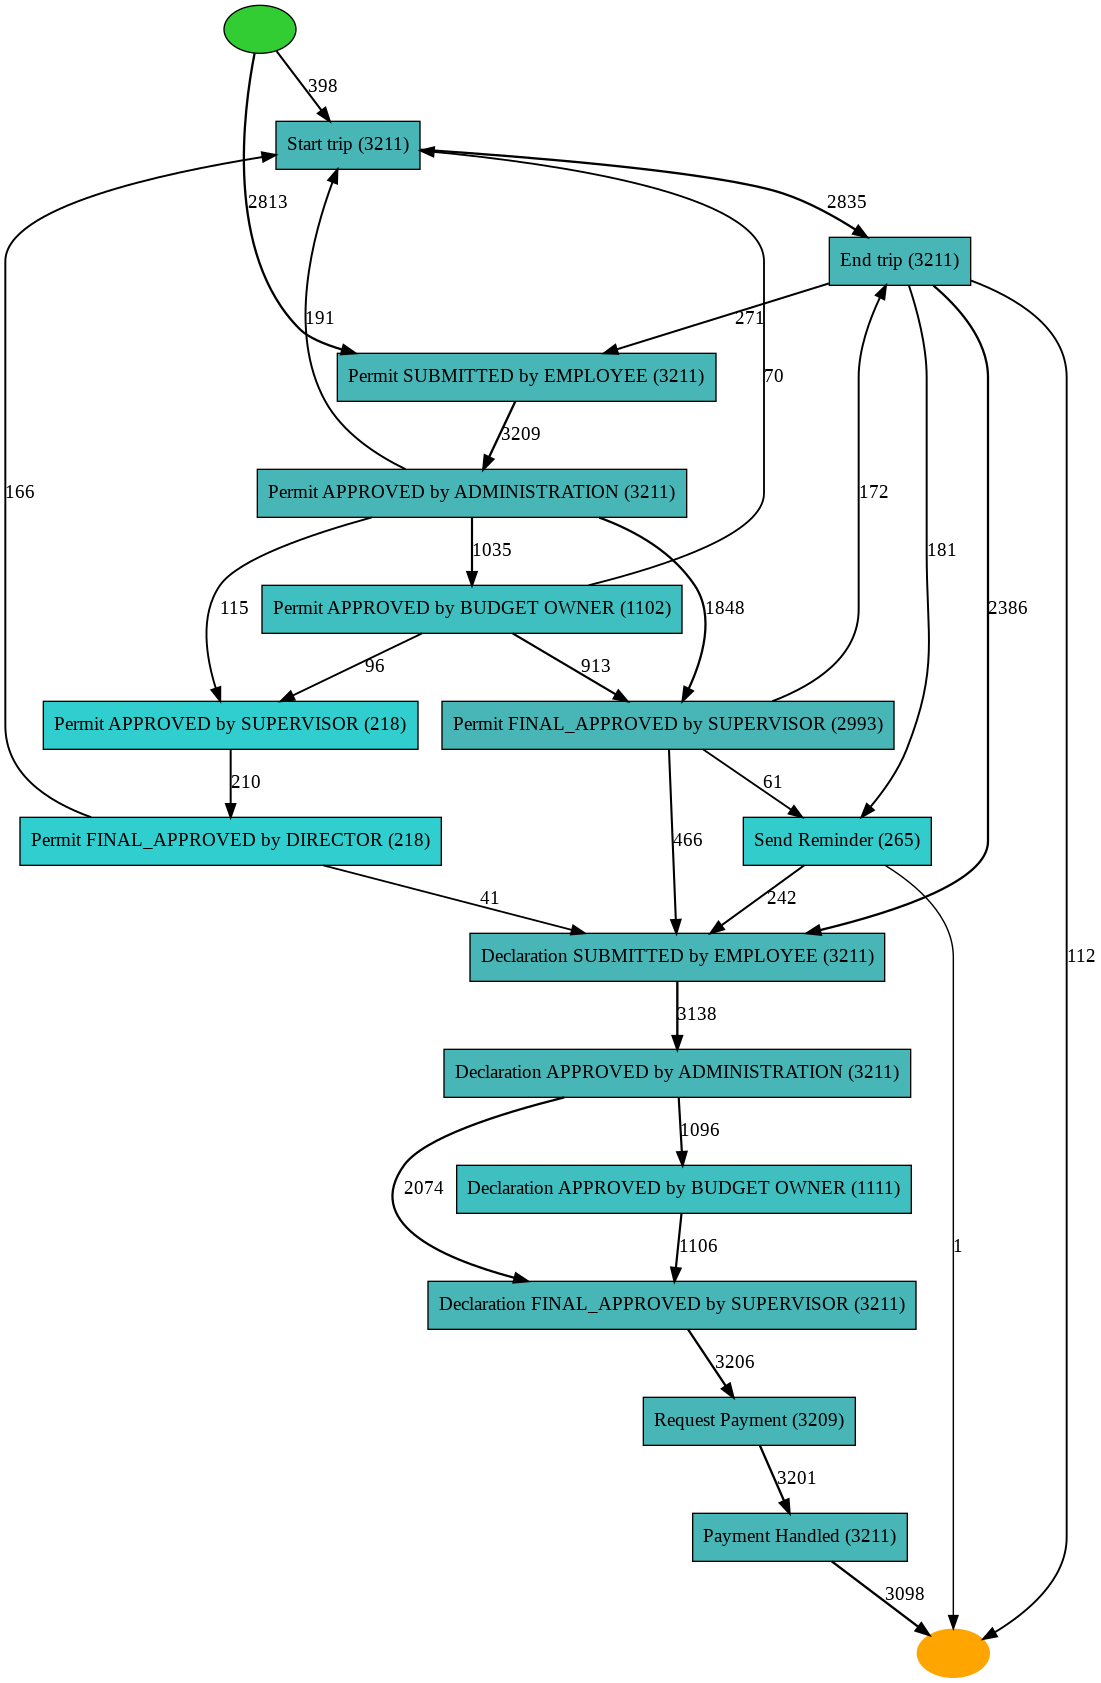 398
Start trip (3211)
2813
2835
End trip (3211)
191
271
Permit SUBMITTED by EMPLOYEE (3211)
70
3209
166
Permit APPROVED by ADMINISTRATION (3211)
172
1035
181
115
Permit APPROVED by BUDGET OWNER (1102)
1848
2386
96
913
Permit APPROVED by SUPERVISOR (218)
Permit FINAL_APPROVED by SUPERVISOR (2993)
210
61
Permit FINAL_APPROVED by DIRECTOR (218)
466
Send Reminder (265)
41
242
Declaration SUBMITTED by EMPLOYEE (3211)
112
3138
Declaration APPROVED by ADMINISTRATION (3211)
1096
2074
Declaration APPROVED by BUDGET OWNER (1111)
1106
1
Declaration FINAL_APPROVED by SUPERVISOR (3211)
3206
Request Payment (3209)
3201
Payment Handled (3211)
3098